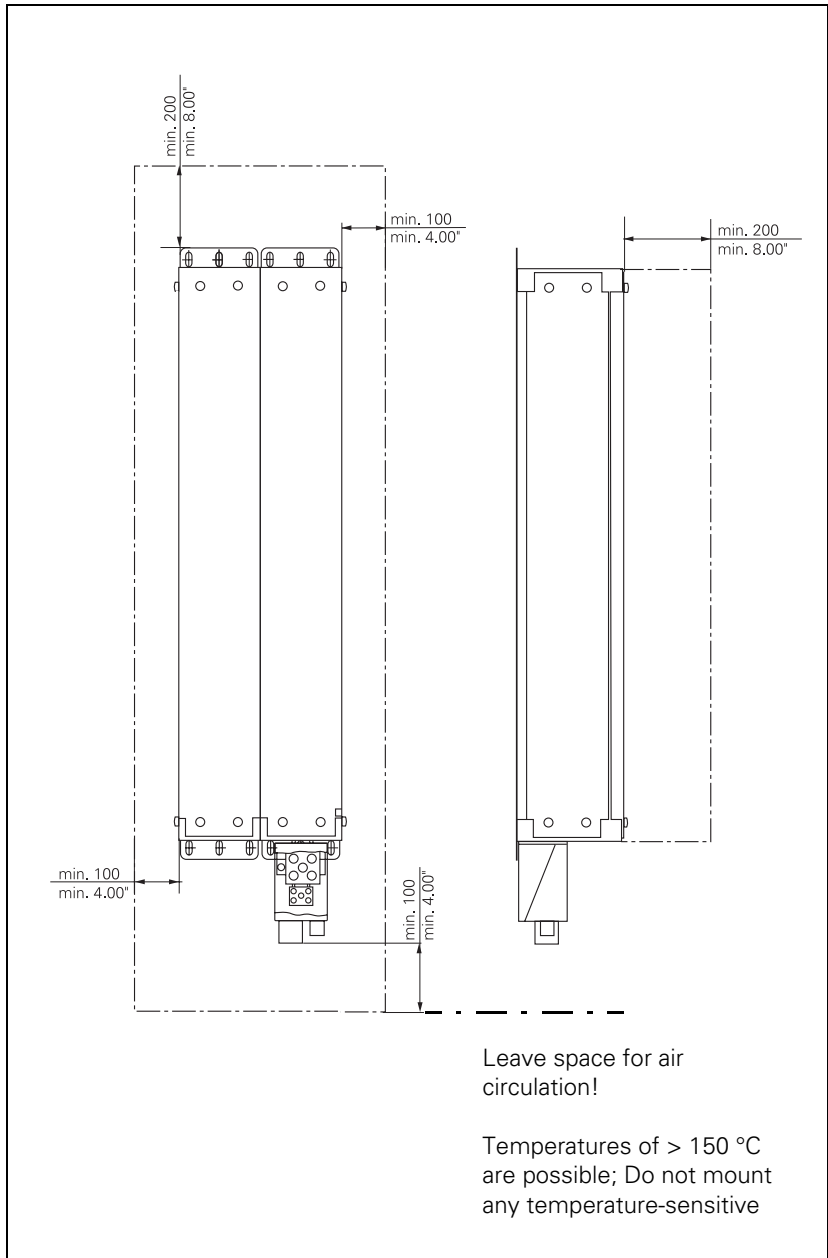 min. 200
min. 8.00"
min. 100
min. 4.00"
min. 200
min. 8.00"
min. 100
min. 4.00"
min. 100
min. 4.00"
Leave space for air
circulation!
Temperatures of > 150 °C
are possible; Do not mount
any temperature-sensitive